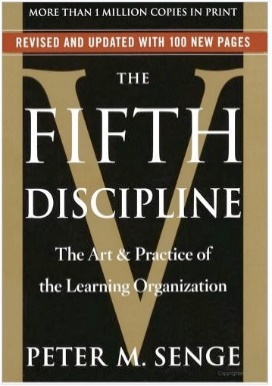 MORE THAN 1 MILLION COPIES IN PRINT
REVISED AND UPDATED WITH 100 NEW PAGES
THE
FIFTH
V
DISCIPLINE
The Art & Practice of
the Learning Organization
PETER M. SENGE